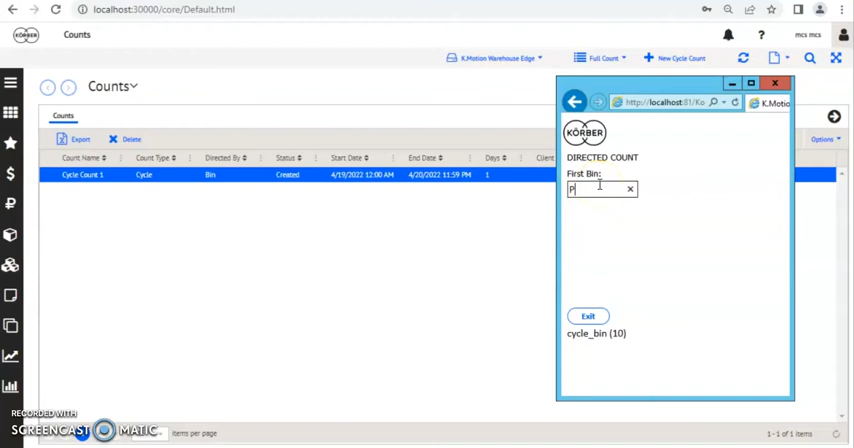 localhost:30000/core/Default.html
KÖRBER
Counts
mcs mcs
K.Motion Warehouse Edge
Full Count
New Cycle Count
Counts
Counts
Export
Delete
Options
Count Name
Count Type
Directed By
Status
Start Date
End Date
Days
Client
Cycle Count 1
Cycle
Bin
Created
4/19/2022 12:00 AM
4/20/2022 11:59 PM
1
http://localhost:81/Ko
K.Motio
KÖRBER
DIRECTED COUNT
First Bin:
P
Exit
cycle_bin (10)
RECORDED WITH
SCREENCAST MATIC
items per page
1 - 1 of 1 items